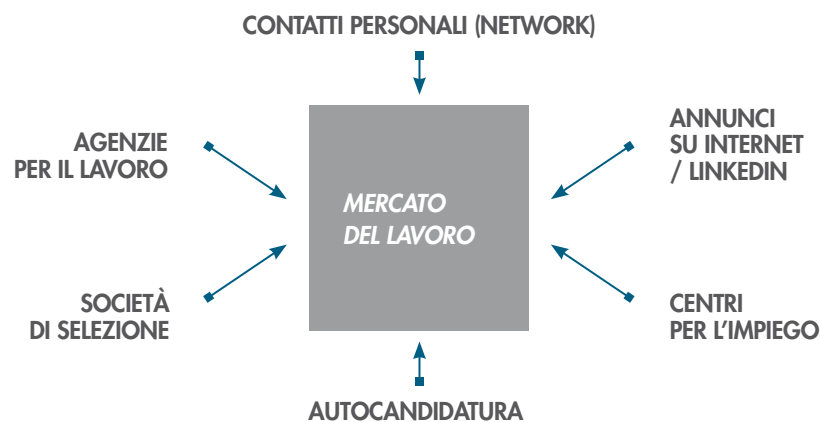 CONTATTI PERSONALI (NETWORK)
AGENZIE
PER IL LAVORO
ANNUNCI
SU INTERNET
/ LINKEDIN
MERCATO
DEL LAVORO
SOCIETÀ
DI SELEZIONE
CENTRI
PER L'IMPIEGO
AUTOCANDIDATURA